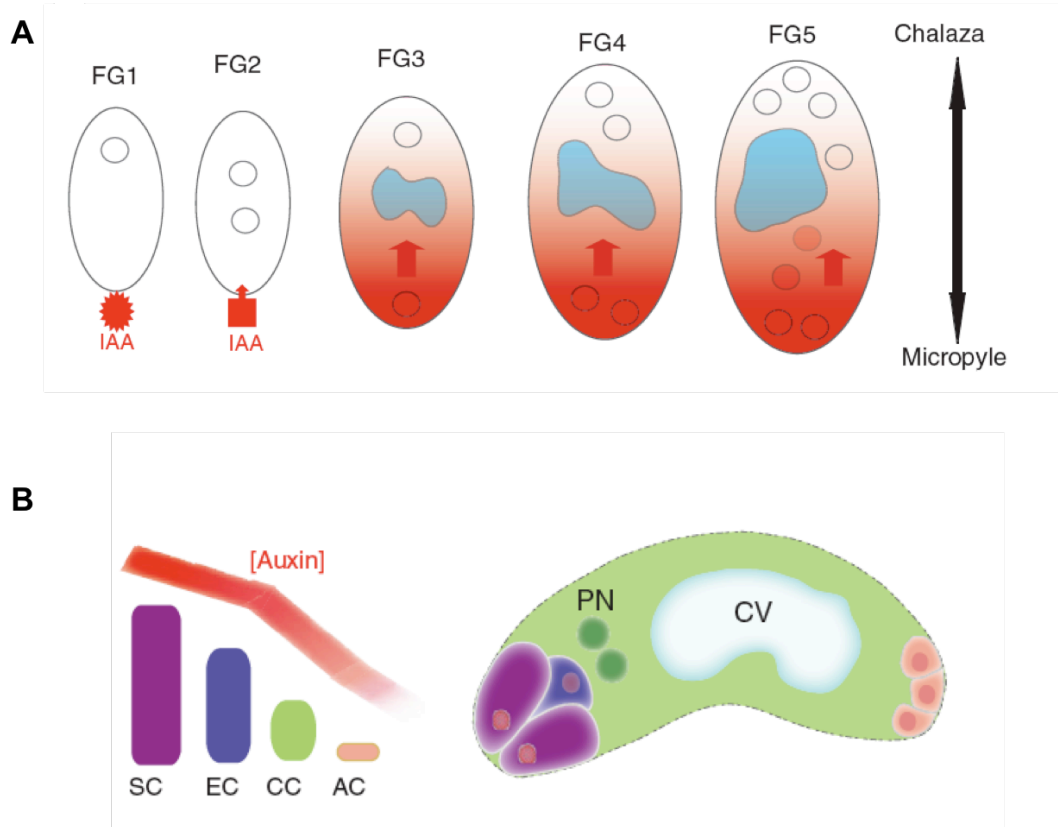 A
FG1
FG2
FG3
FG4
FG5
Chalaza
IAA
IAA
Micropyle
B
[Auxin]
SC
EC
CC
AC
PN
CV